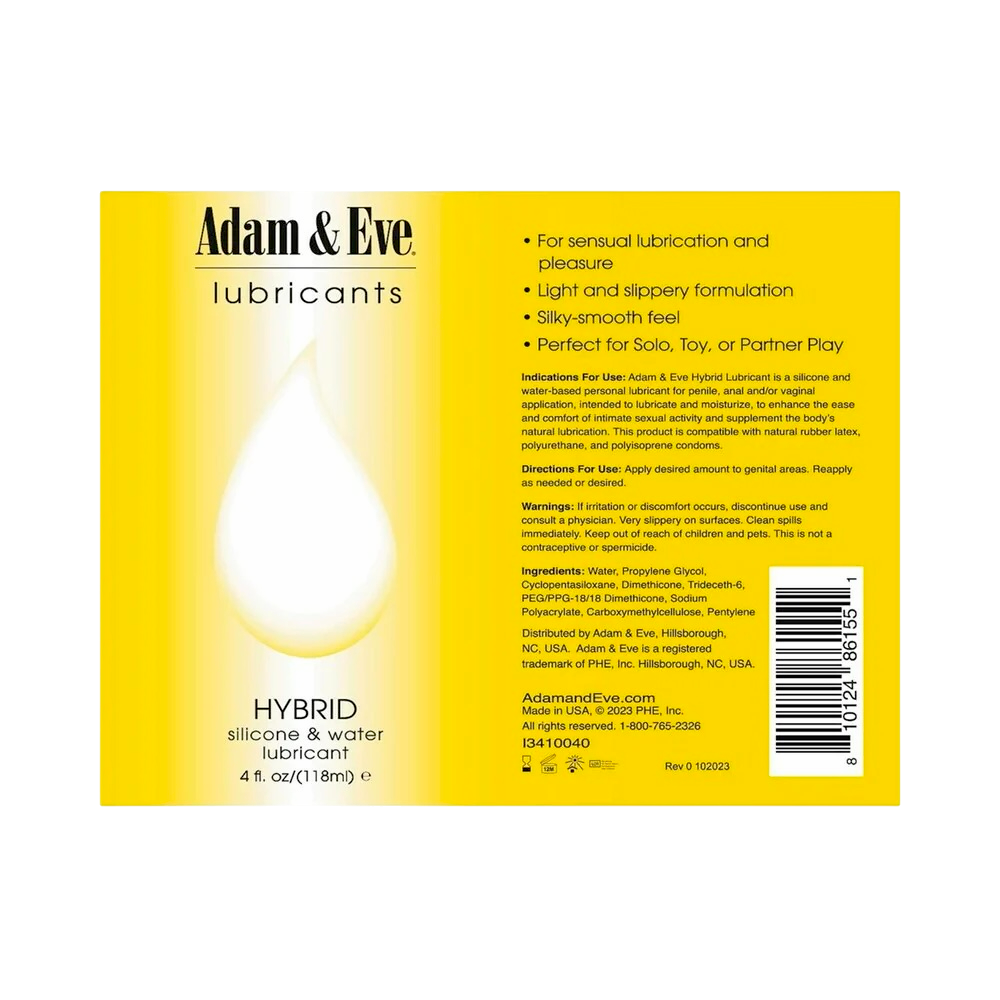 Adam & Eve®
lubricants
HYBRID
silicone & water
lubricant
4 fl. oz/(118ml) e
• For sensual lubrication and
pleasure
• Light and slippery formulation
• Silky-smooth feel
• Perfect for Solo, Toy, or Partner Play
Indications For Use: Adam & Eve Hybrid Lubricant is a silicone and
water-based personal lubricant for penile, anal and/or vaginal
application, intended to lubricate and moisturize, to enhance the ease
and comfort of intimate sexual activity and supplement the body's
natural lubrication. This product is compatible with natural rubber latex,
polyurethane, and polyisoprene condoms.
Directions For Use: Apply desired amount to genital areas. Reapply
as needed or desired.
Warnings: If irritation or discomfort occurs, discontinue use and
consult a physician. Very slippery on surfaces. Clean spills
immediately. Keep out of reach of children and pets. This is not a
contraceptive or spermicide.
Ingredients: Water, Propylene Glycol,
Cyclopentasiloxane, Dimethicone, Trideceth-6,
PEG/PPG-18/18 Dimethicone, Sodium
Polyacrylate, Carboxymethylcellulose, Pentylene
Distributed by Adam & Eve, Hillsborough,
NC, USA. Adam & Eve is a registered
trademark of PHE, Inc. Hillsborough, NC, USA.
AdamandEve.com
Made in USA, © 2023 PHE, Inc.
All rights reserved. 1-800-765-2326
I3410040
12M
Rev 0 102023
8 10124 86155 1